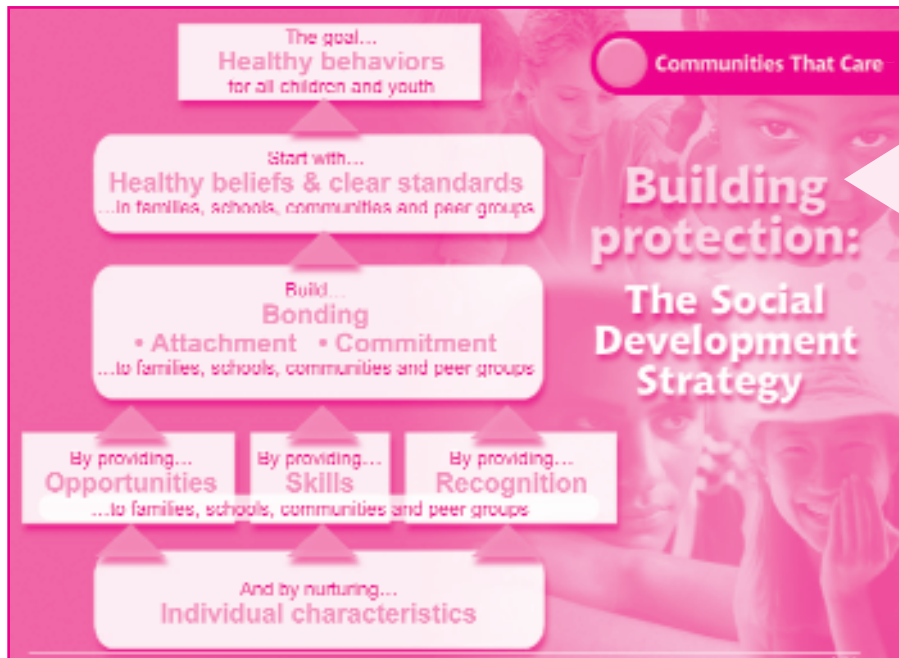 The goal...
Healthy behaviors
for all children and youth
Communities That Care
Start with...
Healthy beliefs & clear standards
...in families, schools, communities and peer groups
Building
protection:
The Social
Development
Strategy
Build...
Bonding
• Attachment • Commitment
...to families, schools, communities and peer groups
By providing...
Opportunities
By providing...
Skills
By providing...
Recognition
...to families, schools, communities and peer groups
And by nurturing...
Individual characteristics